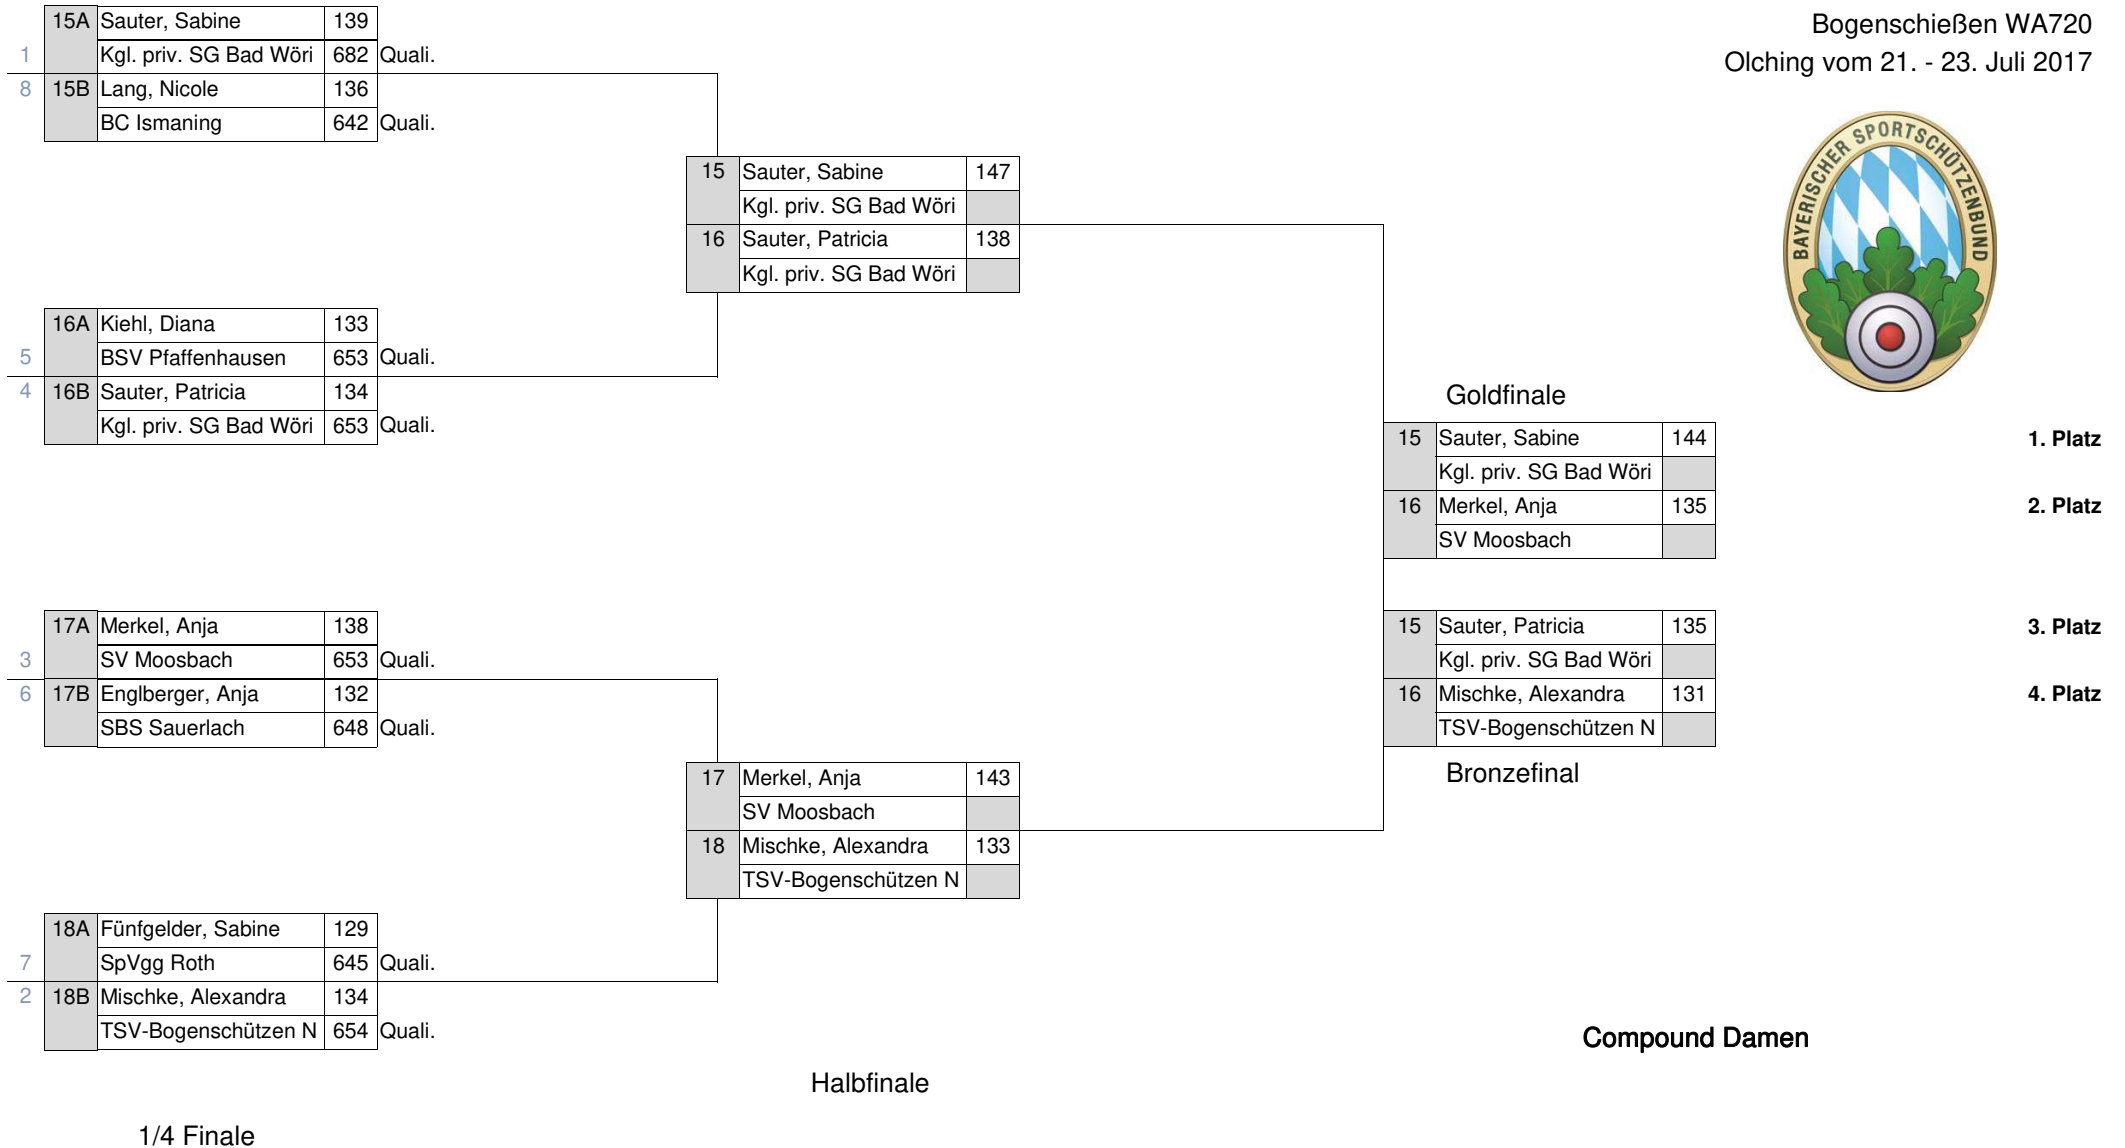 Bogenschießen WA720
Olching vom 21. - 23. Juli 2017
BAYERISCHER SPORTSCHÜTZENBUND
15A Sauter, Sabine 139
1 Kgl. priv. SG Bad Wöri 682 Quali.
8 15B Lang, Nicole 136
BC Ismaning 642 Quali.
15 Sauter, Sabine 147
Kgl. priv. SG Bad Wöri
16 Sauter, Patricia 138
Kgl. priv. SG Bad Wöri
16A Kiehl, Diana 133
5 BSV Pfaffenhausen 653 Quali.
4 16B Sauter, Patricia 134
Kgl. priv. SG Bad Wöri 653 Quali.
Goldfinale
15 Sauter, Sabine 144 1. Platz
Kgl. priv. SG Bad Wöri
16 Merkel, Anja 135 2. Platz
SV Moosbach
17A Merkel, Anja 138
3 SV Moosbach 653 Quali.
6 17B Englberger, Anja 132
SBS Sauerlach 648 Quali.
15 Sauter, Patricia 135 3. Platz
Kgl. priv. SG Bad Wöri
16 Mischke, Alexandra 131 4. Platz
TSV-Bogenschützen N
Bronzefinal
17 Merkel, Anja 143
SV Moosbach
18 Mischke, Alexandra 133
TSV-Bogenschützen N
18A Fünfgelder, Sabine 129
7 SpVgg Roth 645 Quali.
2 18B Mischke, Alexandra 134
TSV-Bogenschützen N 654 Quali.
Compound Damen
Halbfinale
1/4 Finale